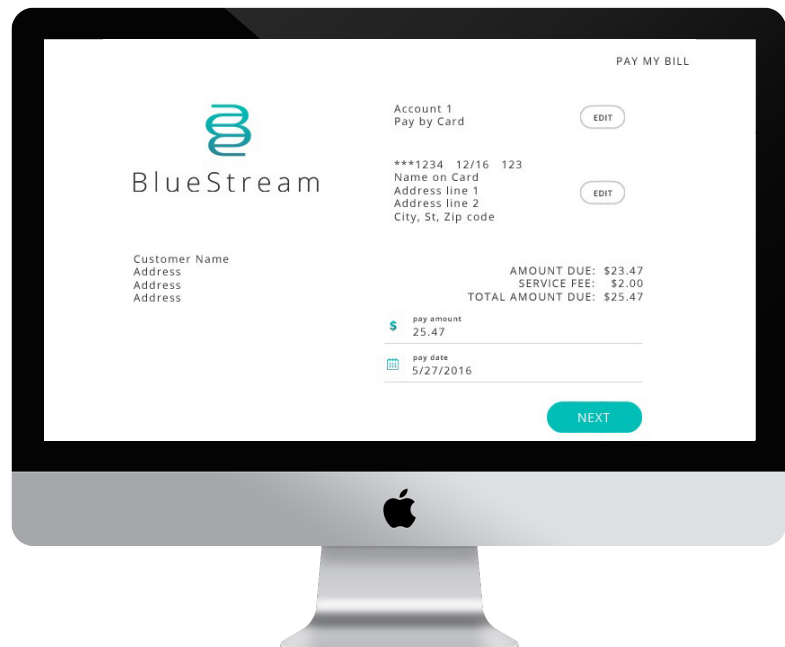 PAY MY BILL
BlueStream
Account 1
Pay by Card
EDIT
***1234 12/16 123
Name on Card
Address line 1
Address line 2
City, St, Zip code
EDIT
Customer Name
Address
Address
Address
AMOUNT DUE: $23.47
SERVICE FEE: $2.00
TOTAL AMOUNT DUE: $25.47
$ pay amount
25.47
pay date
5/27/2016
NEXT